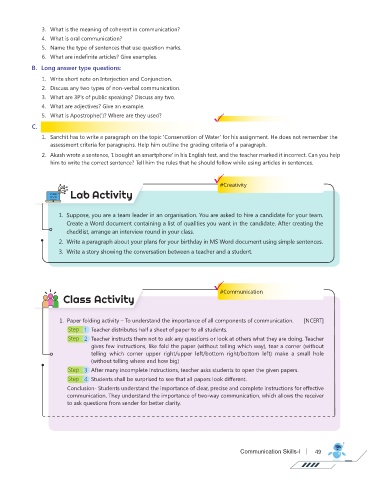 3. What is the meaning of coherent in communication?
4. What is oral communication?
5. Name the type of sentences that use question marks.
6. What are indefinite articles? Give examples.
B. Long answer type questions:
1. Write short note on Interjection and Conjunction.
2. Discuss any two types of non-verbal communication.
3. What are 3P's of public speaking? Discuss any two.
4. What are adjectives? Give an example.
5. What is Apostrophe(')? Where are they used?
C.
1. Sanchit has to write a paragraph on the topic 'Conservation of Water' for his assignment. He does not remember the
assessment criteria for paragraphs. Help him outline the grading criteria of a paragraph.
2. Akash wrote a sentence, 'I bought an smartphone' in his English test, and the teacher marked it incorrect. Can you help
him to write the correct sentence? Tell him the rules that he should follow while using articles in sentences.
#Creativity
Lab Activity
1. Suppose, you are a team leader in an organisation. You are asked to hire a candidate for your team.
Create a Word document containing a list of qualities you want in the candidate. After creating the
checklist, arrange an interview round in your class.
2. Write a paragraph about your plans for your birthday in MS Word document using simple sentences.
3. Write a story showing the conversation between a teacher and a student.
#Communication
Class Activity
1. Paper folding activity – To understand the importance of all components of communication. [NCERT]
Step 1: Teacher distributes half a sheet of paper to all students.
Step 2: Teacher instructs them not to ask any questions or look at others what they are doing. Teacher
gives few instructions, like fold the paper (without telling which way), tear a corner (without
telling which corner upper right/upper left/bottom right/bottom left) make a small hole
(without telling where and how big)
Step 3: After many incomplete instructions, teacher asks students to open the given papers.
Step 4: Students shall be surprised to see that all papers look different.
Conclusion- Students understand the importance of clear, precise and complete instructions for effective
communication. They understand the importance of two-way communication, which allows the receiver
to ask questions from sender for better clarity.
Communication Skills-I | 49